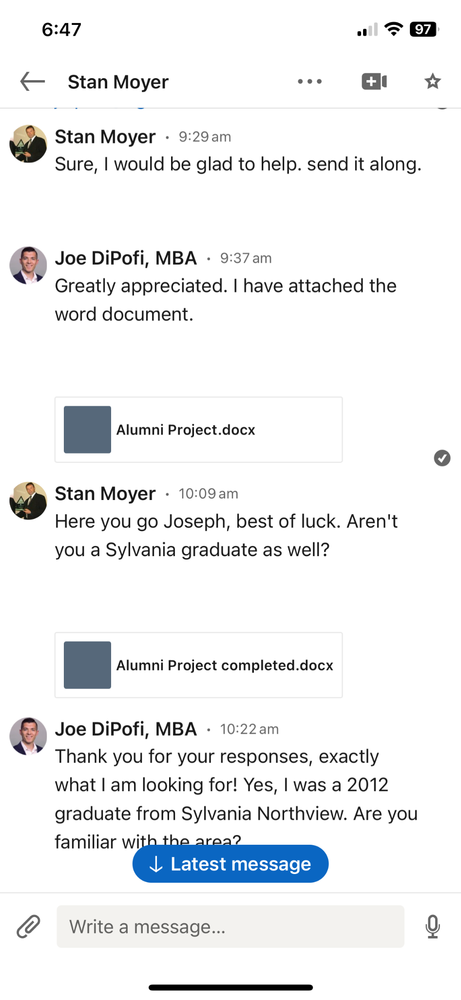 6:47
97
Stan Moyer
Stan Moyer • 9:29 am
Sure, I would be glad to help. send it along.
Joe DiPofi, MBA • 9:37 am
Greatly appreciated. I have attached the
word document.
Alumni Project.docx
Stan Moyer • 10:09 am
Here you go Joseph, best of luck. Aren't
you a Sylvania graduate as well?
Alumni Project completed.docx
Joe DiPofi, MBA • 10:22 am
Thank you for your responses, exactly
what I am looking for! Yes, I was a 2012
graduate from Sylvania Northview. Are you
familiar with the area?
↓ Latest message
Write a message...